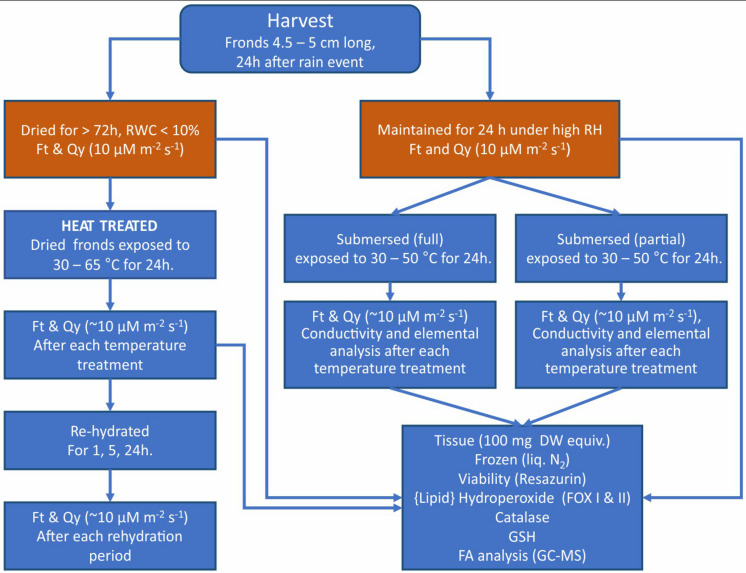 Harvest
Fronds 4.5 – 5 cm long,
24h after rain event
Dried for > 72h, RWC < 10%
Ft & Qy (10 µM m⁻² s⁻¹)
Maintained for 24 h under high RH
Ft and Qy (10 µM m⁻² s⁻¹)
HEAT TREATED
Dried fronds exposed to
30 – 65 °C for 24h.
Submersed (full)
exposed to 30 – 50 °C for 24h.
Submersed (partial)
exposed to 30 – 50 °C for 24h.
Ft & Qy (~10 µM m⁻² s⁻¹)
After each temperature
treatment
Ft & Qy (~10 µM m⁻² s⁻¹)
Conductivity and elemental
analysis after each
temperature treatment
Ft & Qy (~10 µM m⁻² s⁻¹),
Conductivity and elemental
analysis after each
temperature treatment
Re-hydrated
For 1, 5, 24h.
Ft & Qy (~10 µM m⁻² s⁻¹)
After each rehydration
period
Tissue (100 mg DW equiv.)
Frozen (liq. N₂)
Viability (Resazurin)
{Lipid} Hydroperoxide (FOX I & II)
Catalase
GSH
FA analysis (GC-MS)